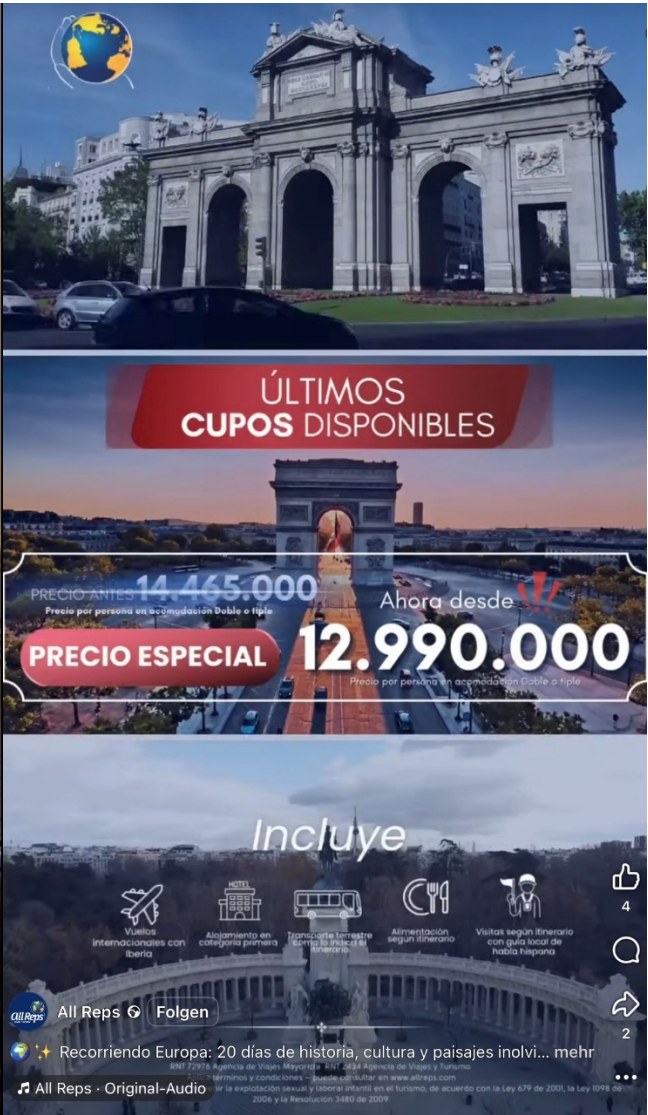 ÚLTIMOS
CUPOS DISPONIBLES
PRECIO ANTES 14.465.000
Precio por persona en acomodación Doble o tiple
Ahora desde
PRECIO ESPECIAL
12.990.000
Precio por persona en acomodación Doble o tiple
Incluye
Vuelos
internacionales con
Iberia
HOTEL
Alojamiento en
categoría primera
Transporte terrestre
como lo indica el
itinerario.
Alimentación
según itinerario
Visitas según itinerario
con guía local de
habla hispana
4
all Reps
All Reps
Folgen
2
🌍✨ Recorriendo Europa: 20 días de historia, cultura y paisajes inolvi... mehr
RNT 72976 Agencia de Viajes Mayorista
Agencia de Viajes y Turismo
términos y condiciones - puede consultar en www.allreps.com
All Reps · Original-Audio
la explotación sexual y laboral infantil en el turismo, de acuerdo con la Ley 679 de 2001, la Ley 1098 de
2006 y la Resolución 3480 de 2009.